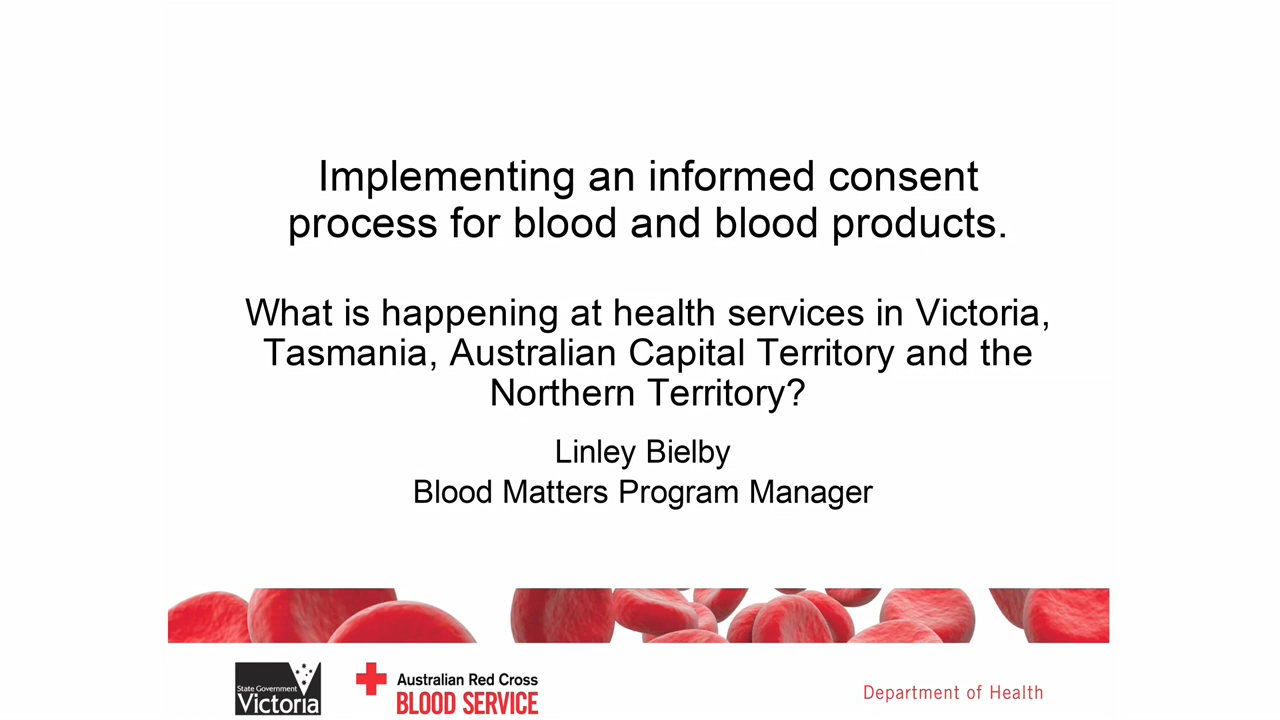 Implementing an informed consent
process for blood and blood products.
What is happening at health services in Victoria,
Tasmania, Australian Capital Territory and the
Northern Territory?
Linley Bielby
Blood Matters Program Manager
State Government
Victoria
Australian Red Cross
BLOOD SERVICE
Department of Health